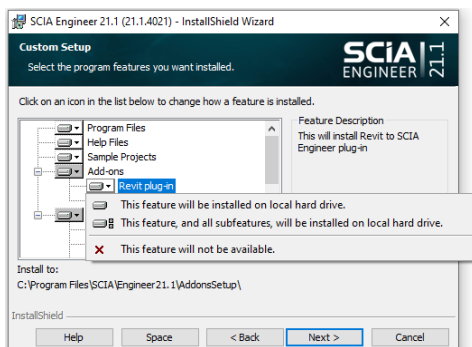 SCIA Engineer 21.1 (21.1.4021) - InstallShield Wizard
Custom Setup
Select the program features you want installed.
SCiA
ENGINEER
21.1
Click on an icon in the list below to change how a feature is installed.
Program Files
Help Files
Sample Projects
Add-ons
Revit plug-in
Feature Description
This will install Revit to SCIA
Engineer plug-in
This feature will be installed on local hard drive.
This feature, and all subfeatures, will be installed on local hard drive.
This feature will not be available.
Install to:
C:\Program Files\SCIA\Engineer21.1\AddonsSetup\
InstallShield
Help
Space
< Back
Next >
Cancel